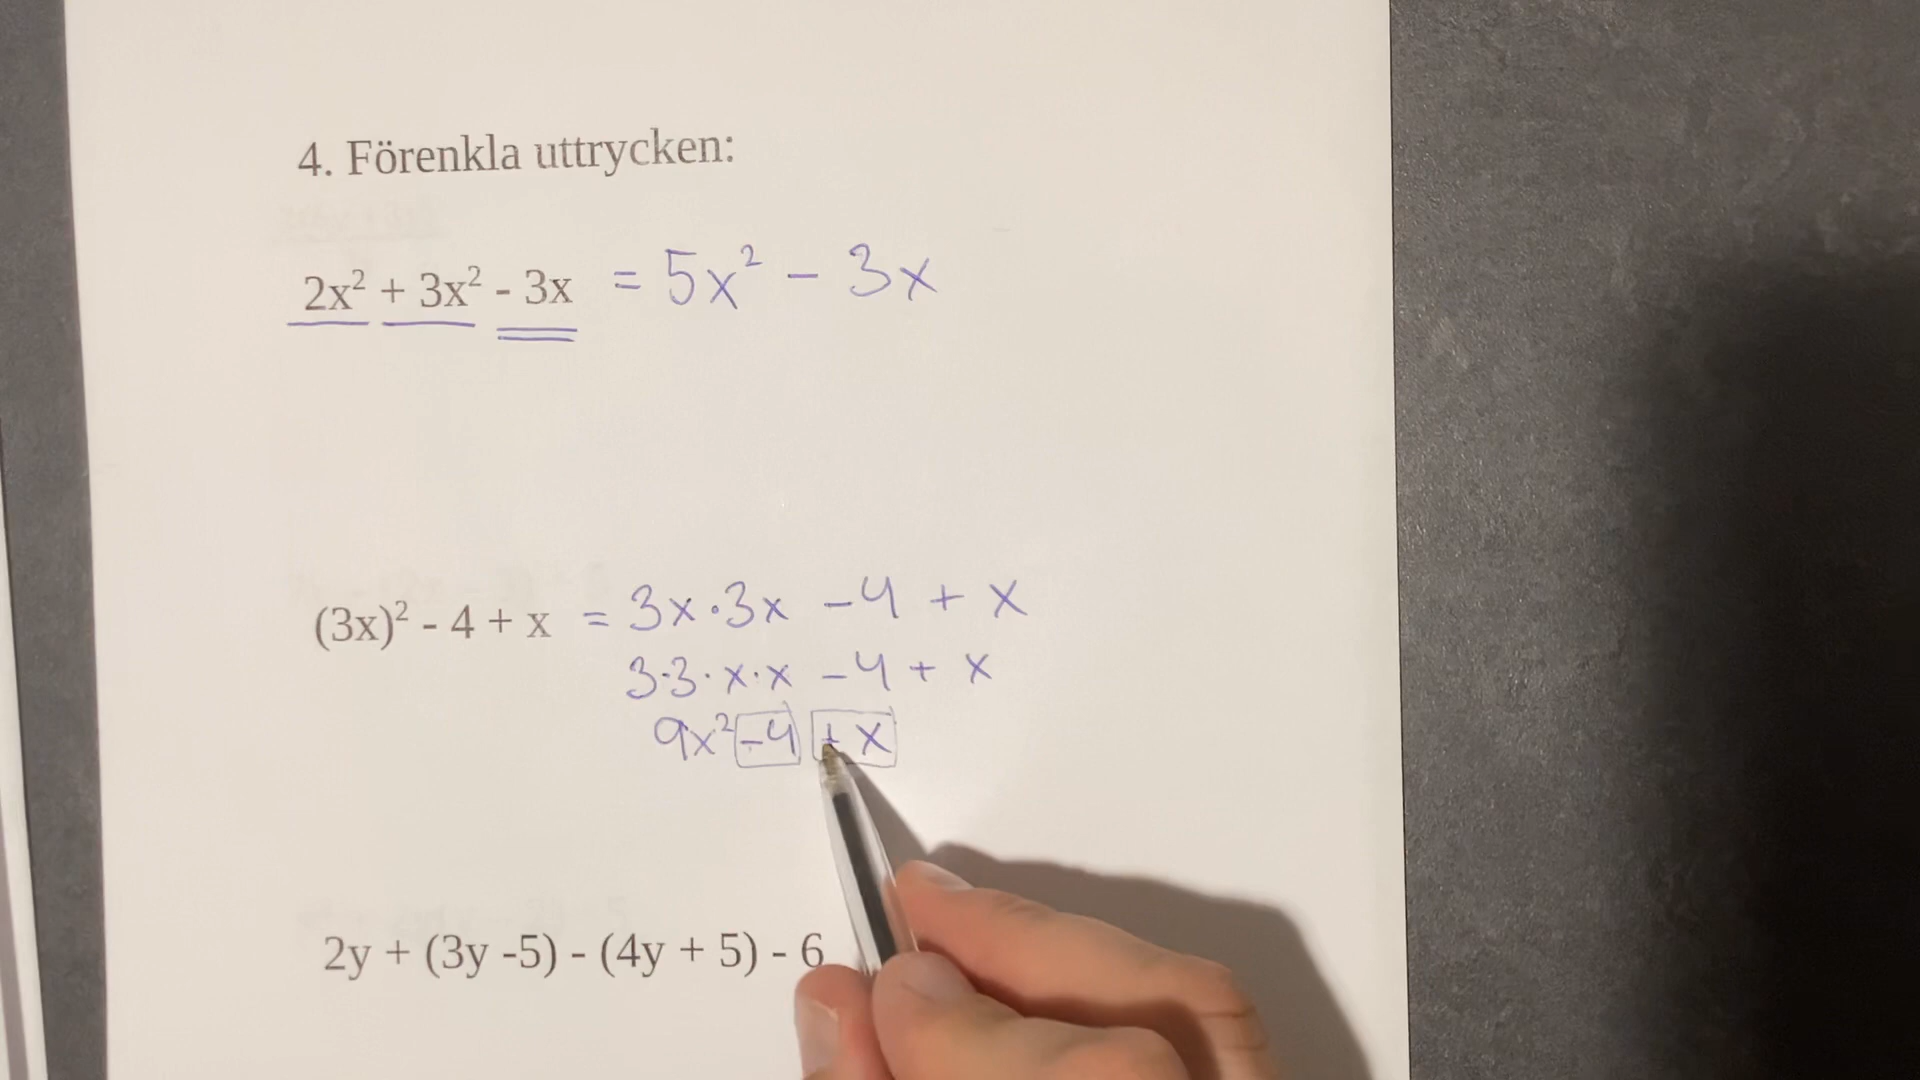 4. Förenkla uttrycken:
2x² + 3x² - 3x = 5x² - 3x
(3x)² - 4 + x = 3x·3x - 4 + x
3·3·x·x - 4 + x
9x² - 4 + x
2y + (3y -5) - (4y + 5) - 6